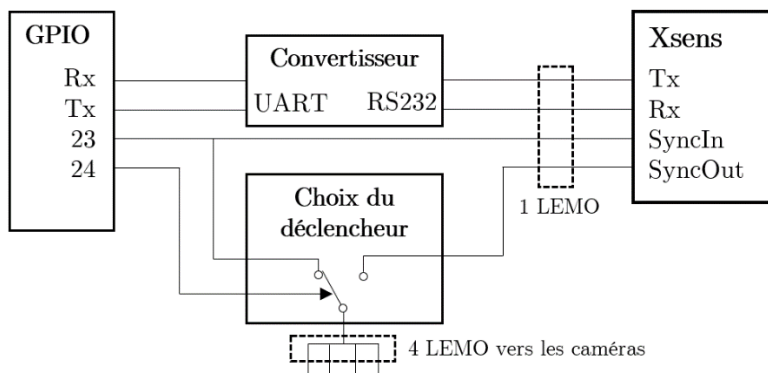 GPIO
Rx
Tx
23
24
Convertisseur
UART RS232
Xsens
Tx
Rx
SyncIn
SyncOut
1 LEMO
Choix du
déclencheur
4 LEMO vers les caméras